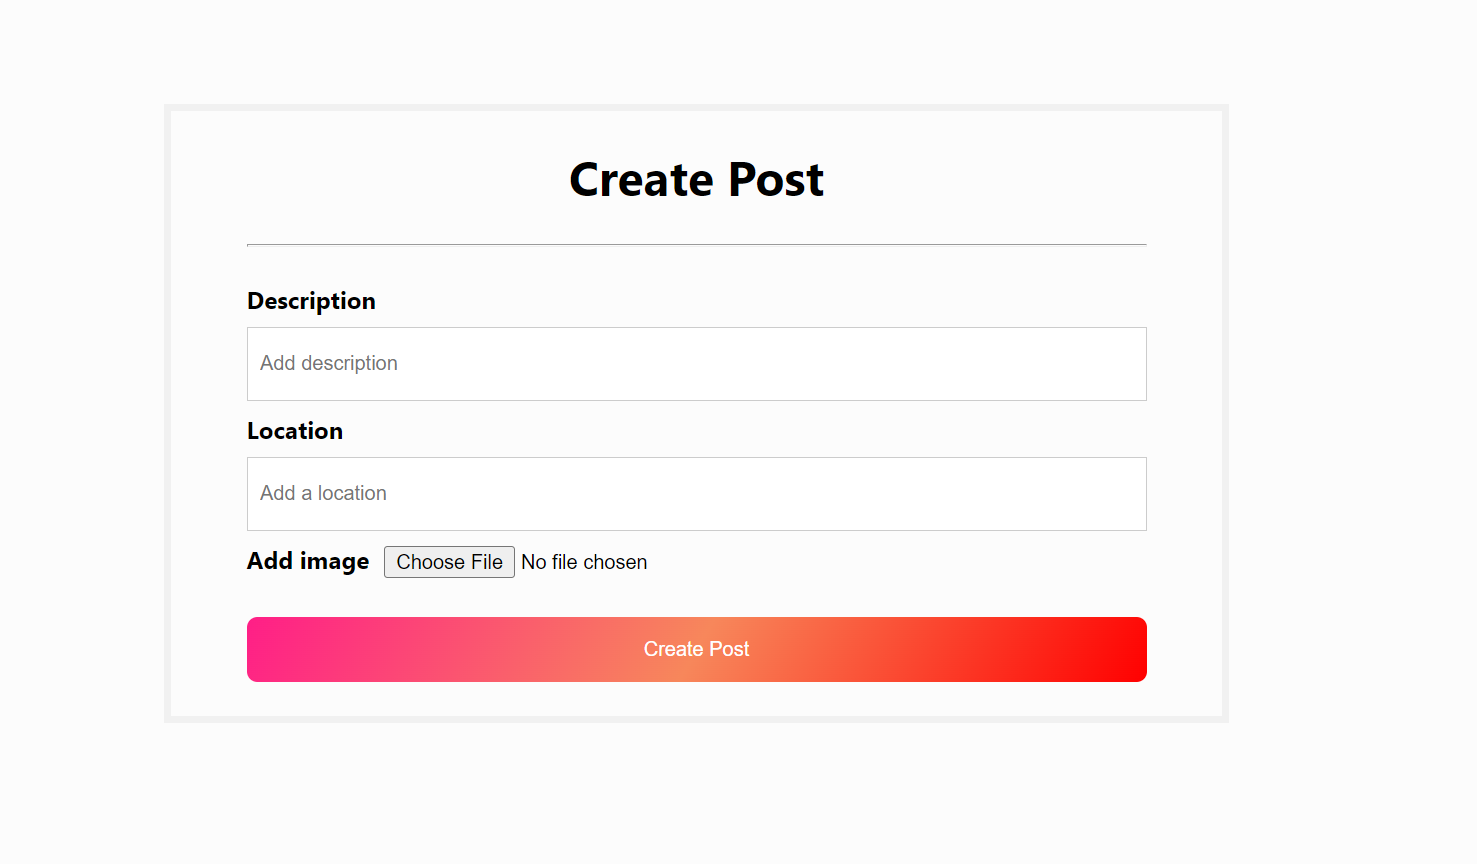 Create Post
Description
Add description
Location
Add a location
Add image Choose File No file chosen
Create Post